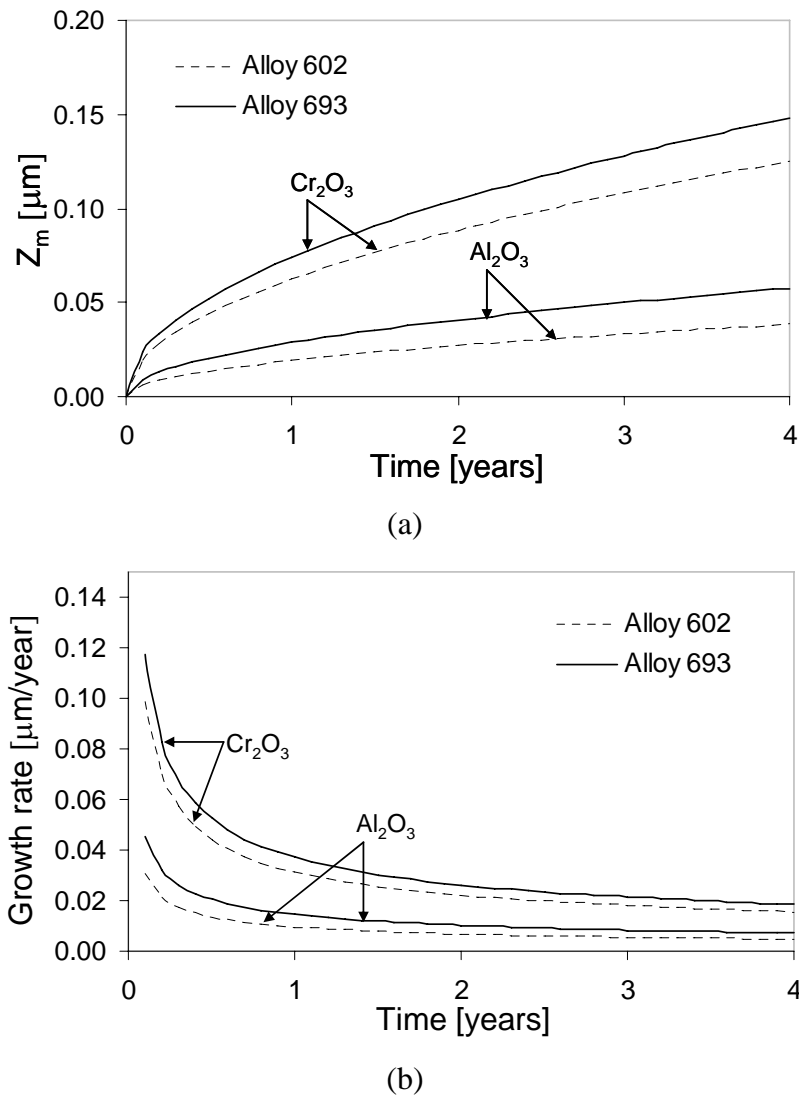 0.20
0.15
0.10
0.05
0.00
Z_m [μm]
Alloy 602
Alloy 693
Cr₂O₃
Al₂O₃
0 1 2 3 4
Time [years]
(a)
0.14
0.12
0.10
0.08
0.06
0.04
0.02
0.00
Growth rate [μm/year]
Alloy 602
Alloy 693
Cr₂O₃
Al₂O₃
0 1 2 3 4
Time [years]
(b)